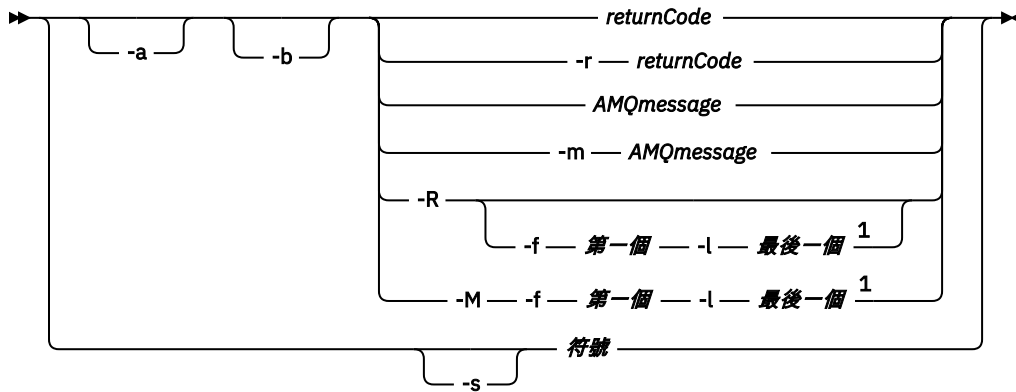 returnCode
-a
-b
-r returnCode
AMQmessage
-m AMQmessage
-R
-f 第一個 -l 最後一個 1
-M -f 第一個 -l 最後一個 1
符號
-s